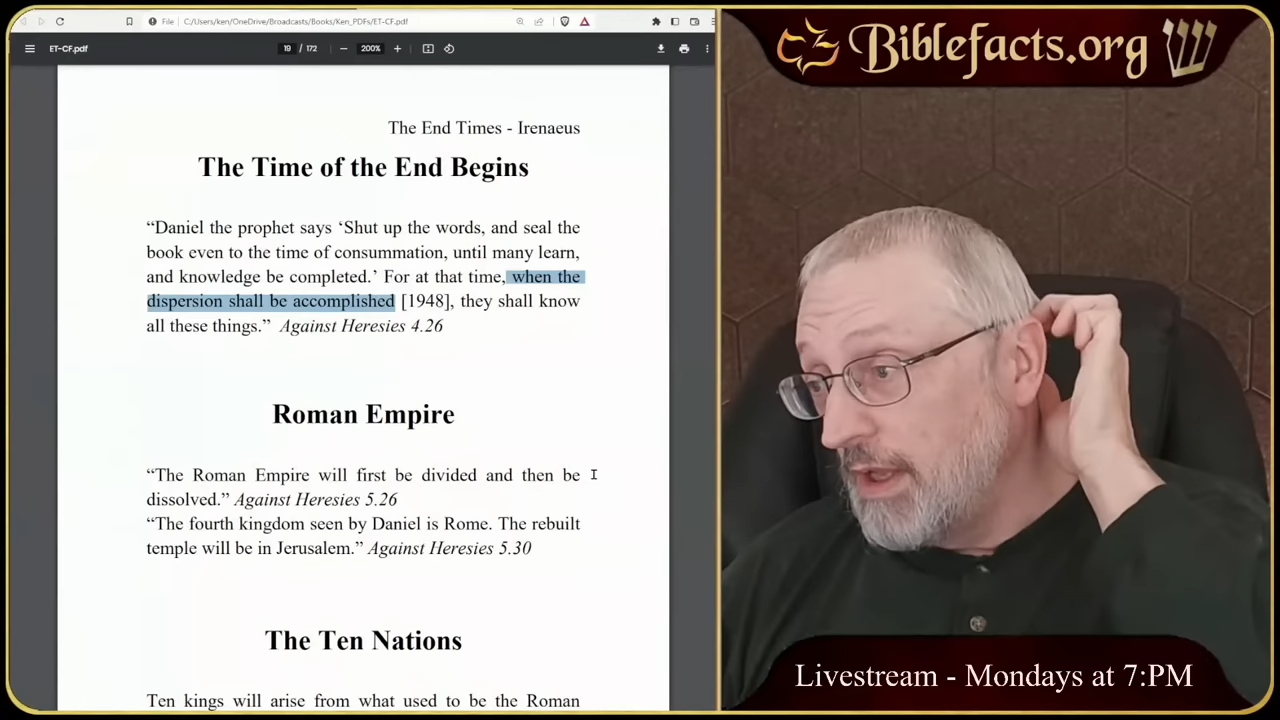 File
C:/Users/ken/OneDrive/Broadcasts/Books/Ken_PDFs/ET-CF.pdf
ET-CF.pdf
19 / 172
200%
The End Times - Irenaeus
The Time of the End Begins
“Daniel the prophet says ‘Shut up the words, and seal the
book even to the time of consummation, until many learn,
and knowledge be completed.’ For at that time, when the
dispersion shall be accomplished [1948], they shall know
all these things.” Against Heresies 4.26
Roman Empire
“The Roman Empire will first be divided and then be
dissolved.” Against Heresies 5.26
“The fourth kingdom seen by Daniel is Rome. The rebuilt
temple will be in Jerusalem.” Against Heresies 5.30
The Ten Nations
Ten kings will arise from what used to be the Roman
Biblefacts.org
ש
Livestream - Mondays at 7:PM